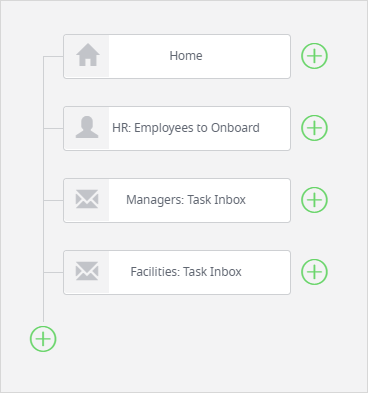 Home
HR: Employees to Onboard
Managers: Task Inbox
Facilities: Task Inbox